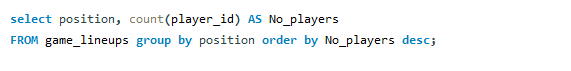 select position, count(player_id) AS No_players
FROM game_lineups group by position order by No_players desc;